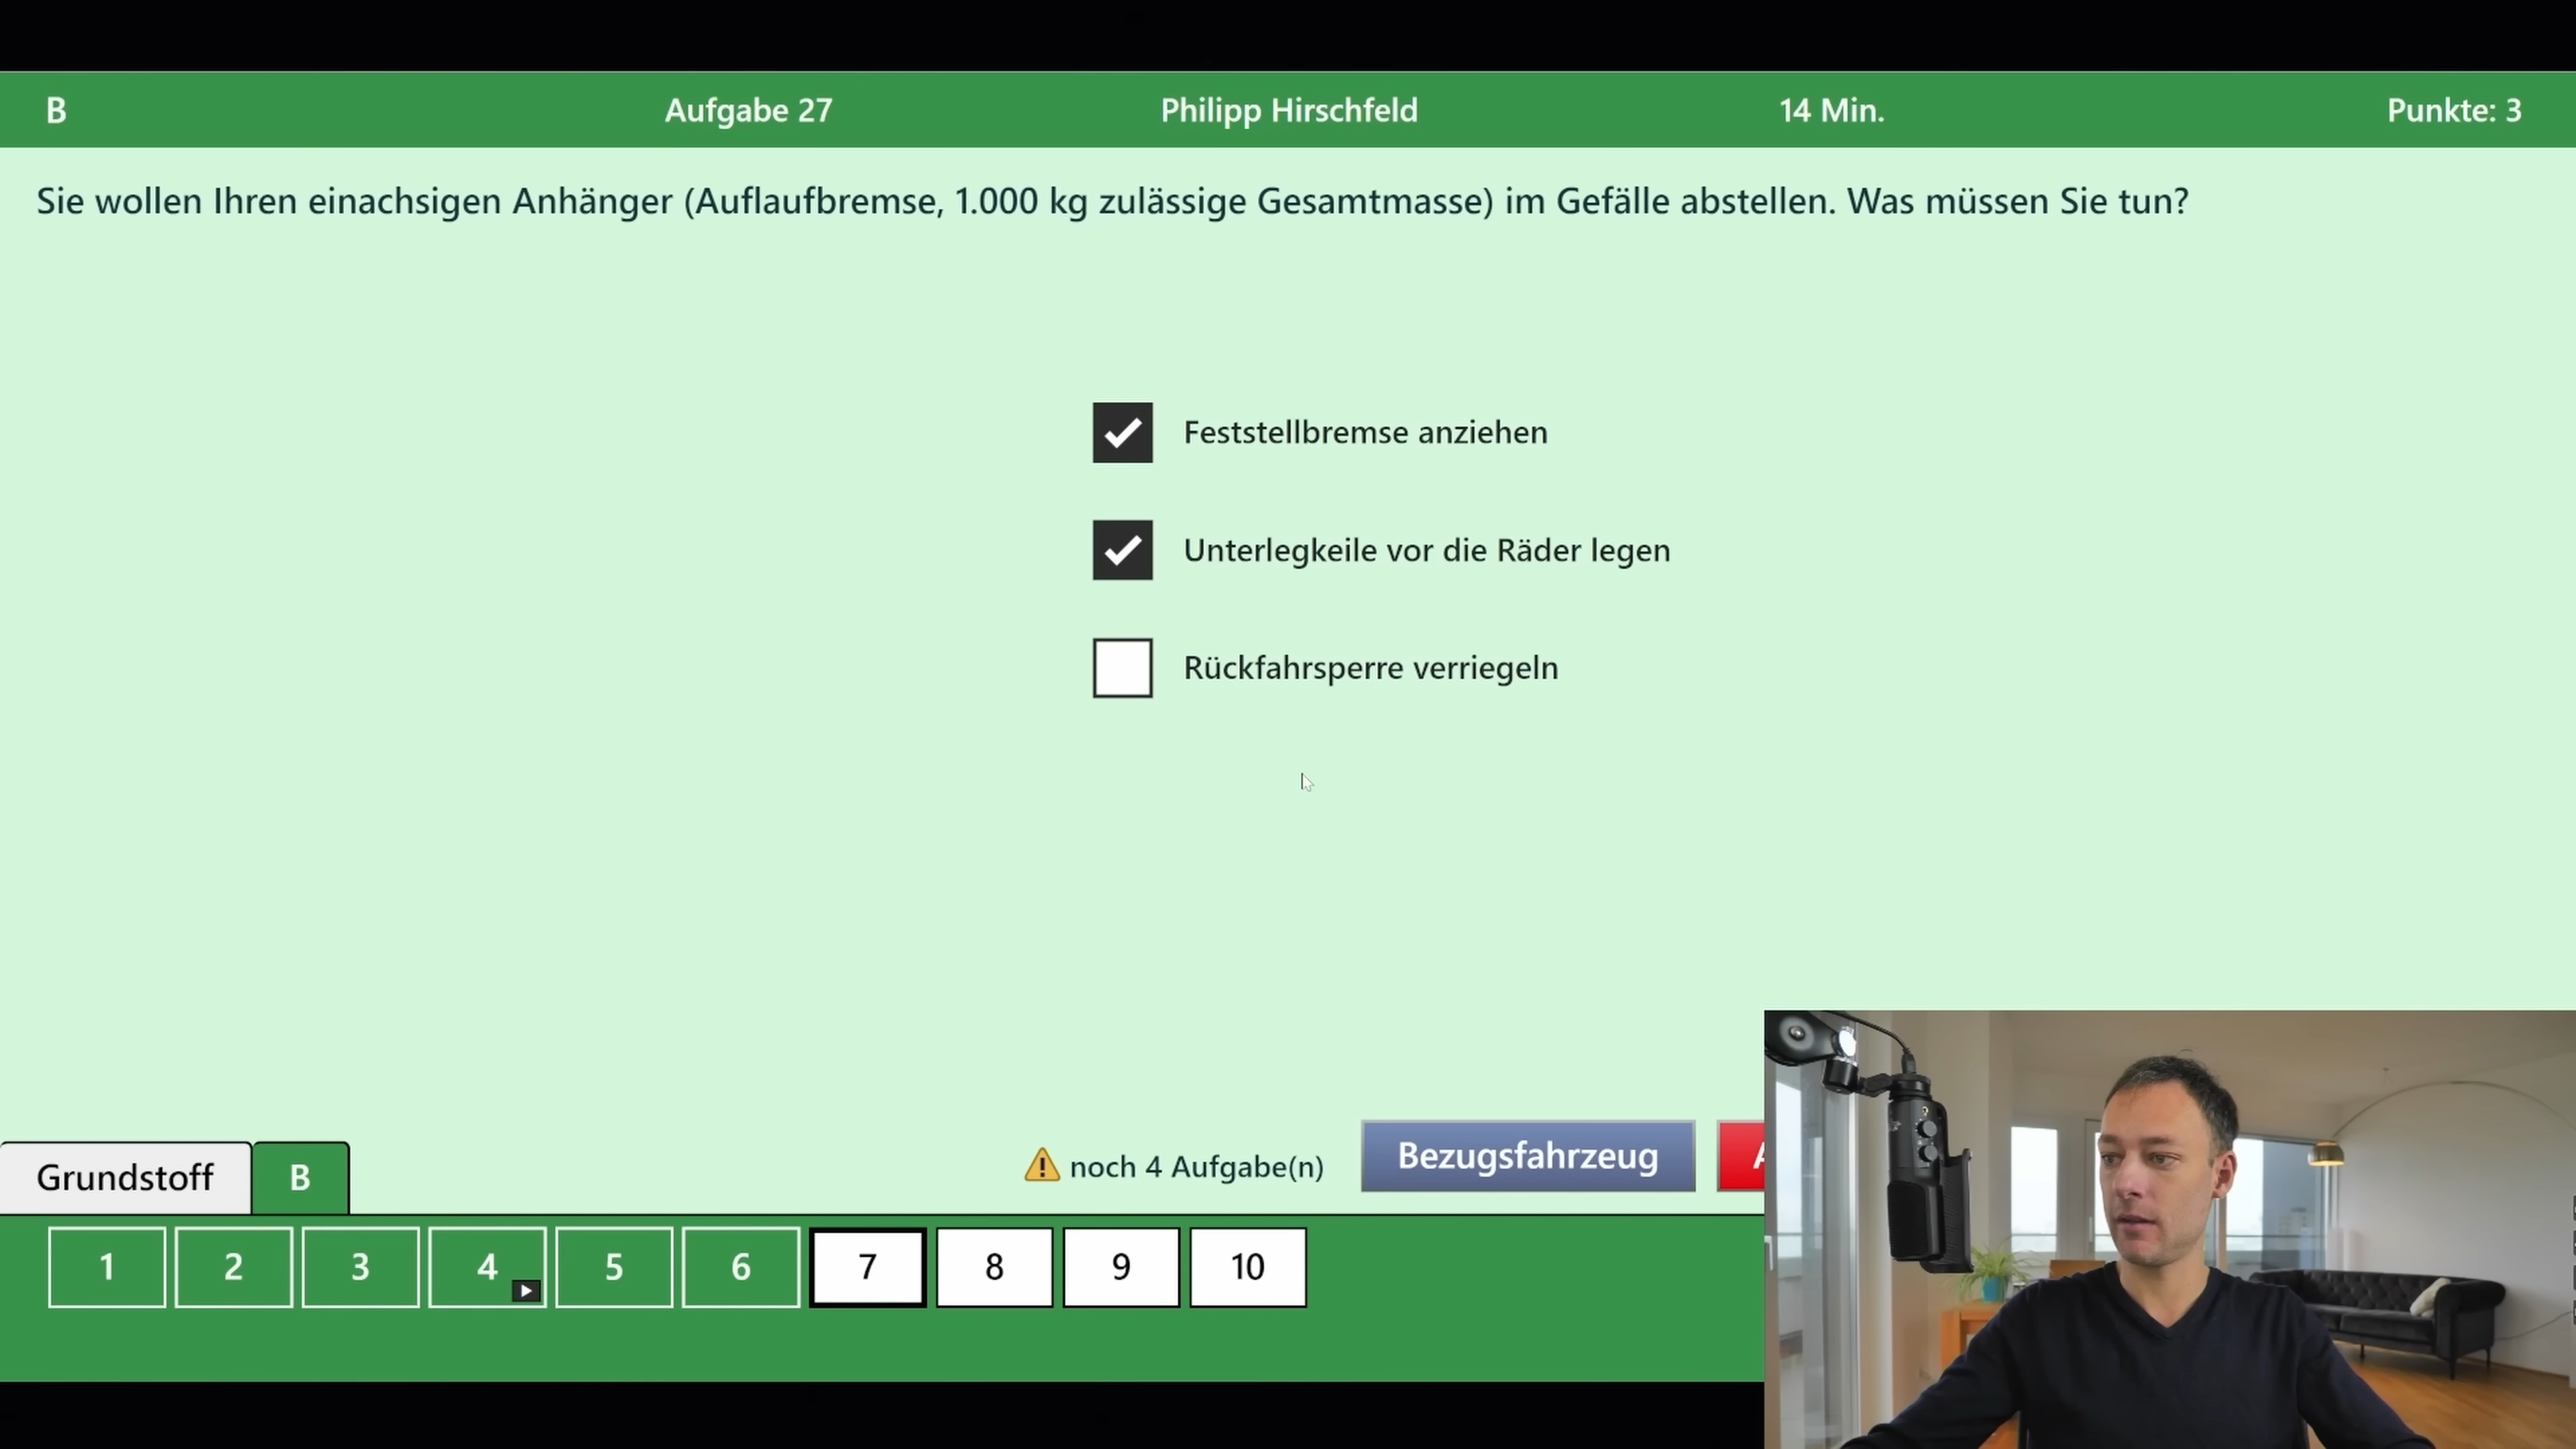 B
Aufgabe 27
Philipp Hirschfeld
14 Min.
Punkte: 3
Sie wollen Ihren einachsigen Anhänger (Auflaufbremse, 1.000 kg zulässige Gesamtmasse) im Gefälle abstellen. Was müssen Sie tun?
Feststellbremse anziehen
Unterlegkeile vor die Räder legen
Rückfahrsperre verriegeln
noch 4 Aufgabe(n)
Bezugsfahrzeug
Grundstoff
B
1 2 3 4 5 6 7 8 9 10